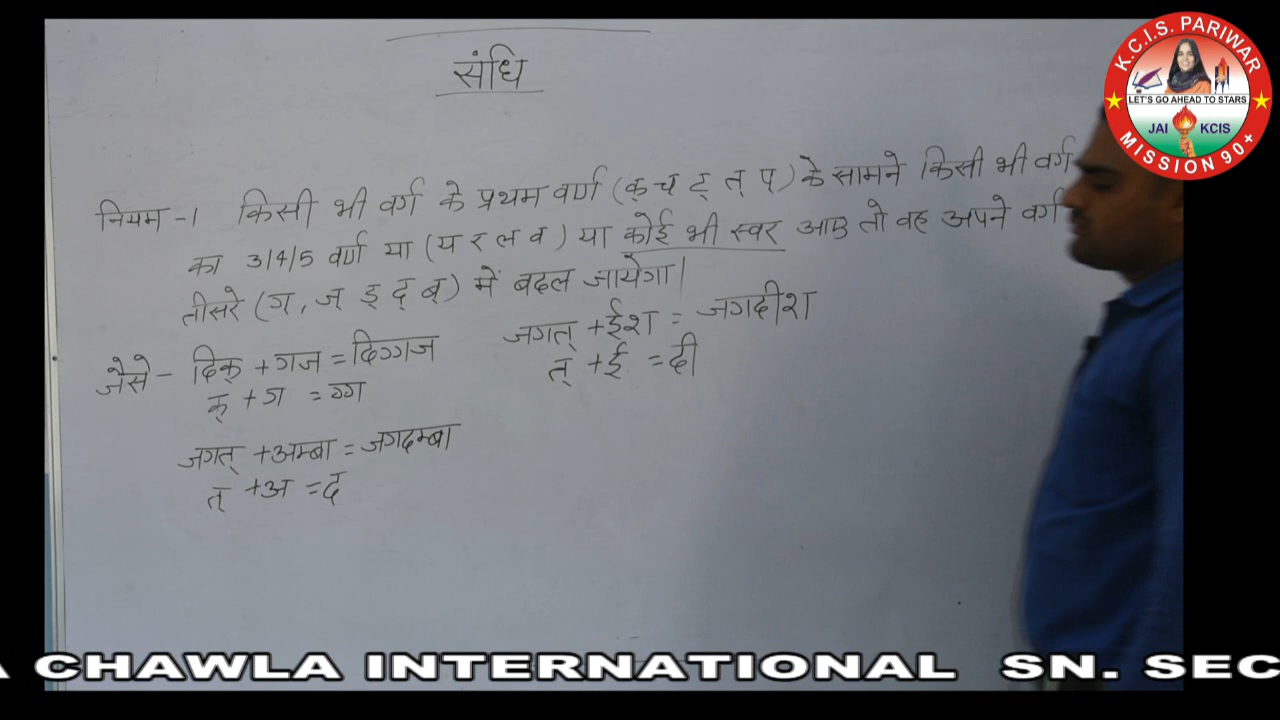 संधि
नियम -1 किसी भी वर्ग के प्रथम वर्ण (क् च् ट् त् प्) के सामने किसी भी वर्ग
का 3/4/5 वर्ण या (य र ल व) या कोई भी स्वर आए तो वह अपने वर्ग
तीसरे (ग्, ज् ड् द् ब्) में बदल जायेगा|
जैसे - दिक् + गज = दिग्गज
क् + ग = ग्ग
जगत् + ईश = जगदीश
त् + ई = दी
जगत् + अम्बा = जगदम्बा
त् + अ = द
K.C.I.S. PARIWAR
LET'S GO AHEAD TO STARS
JAI KCIS
MISSION 90+
A CHAWLA INTERNATIONAL SN. SEC